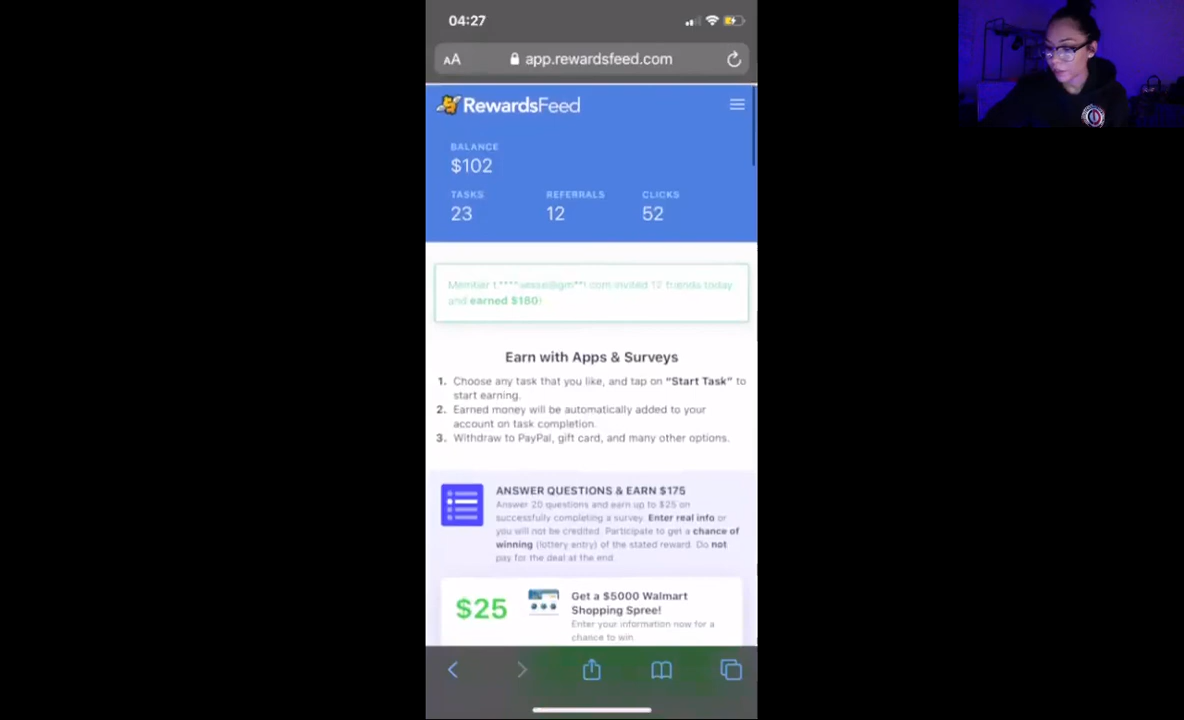 04:27
AA app.rewardsfeed.com
RewardsFeed
BALANCE
$102
TASKS REFERRALS CLICKS
23 12 52
Member t.****
invited 12 friends today
and earned $180!
Earn with Apps & Surveys
1. Choose any task that you like, and tap on "Start Task" to
start earning.
2. Earned money will be automatically added to your
account on task completion.
3. Withdraw to PayPal, gift card, and many other options.
ANSWER QUESTIONS & EARN $175
Answer 20 questions and earn up to $25 on
successfully completing a survey. Enter real info or
you will not be credited. Participate to get a chance of
winning (lottery entry) of the stated reward. Do not
pay for the deal at the end.
$25
Get a $5000 Walmart
Shopping Spree!
Enter your information now for a
chance to win